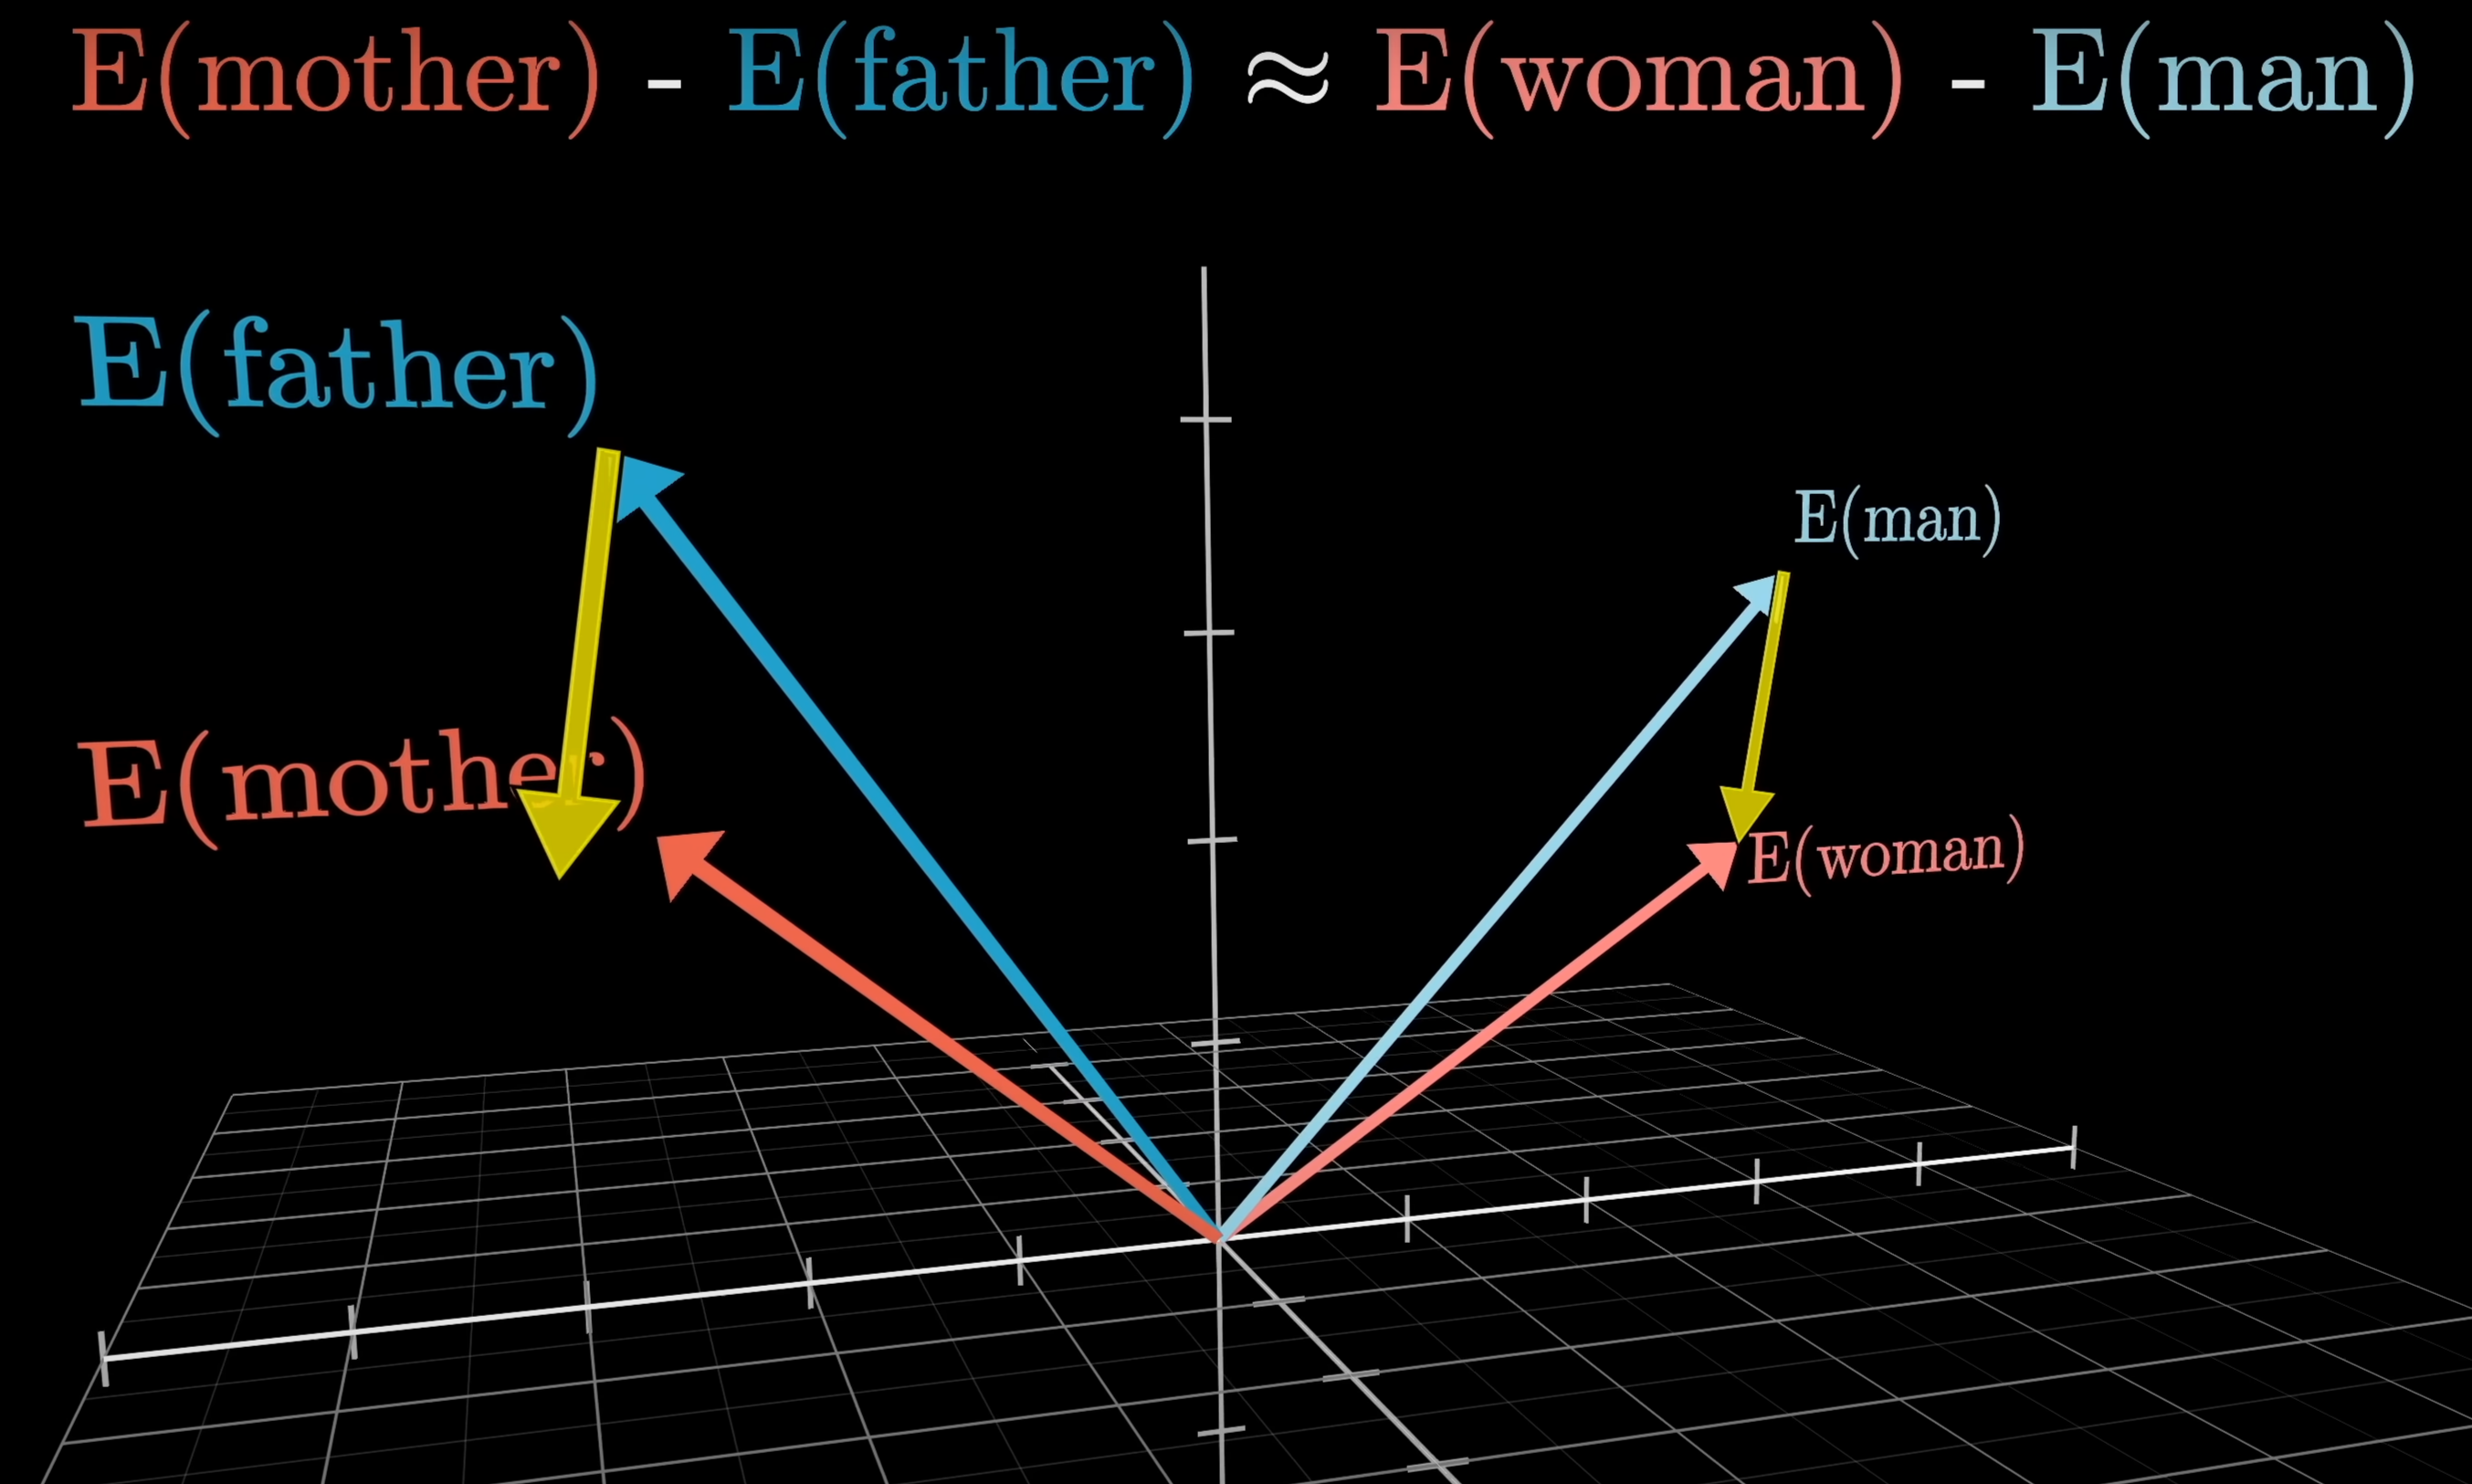 E(mother) - E(father) ≈ E(woman) - E(man)
E(father)
E(man)
E(mother)
E(woman)